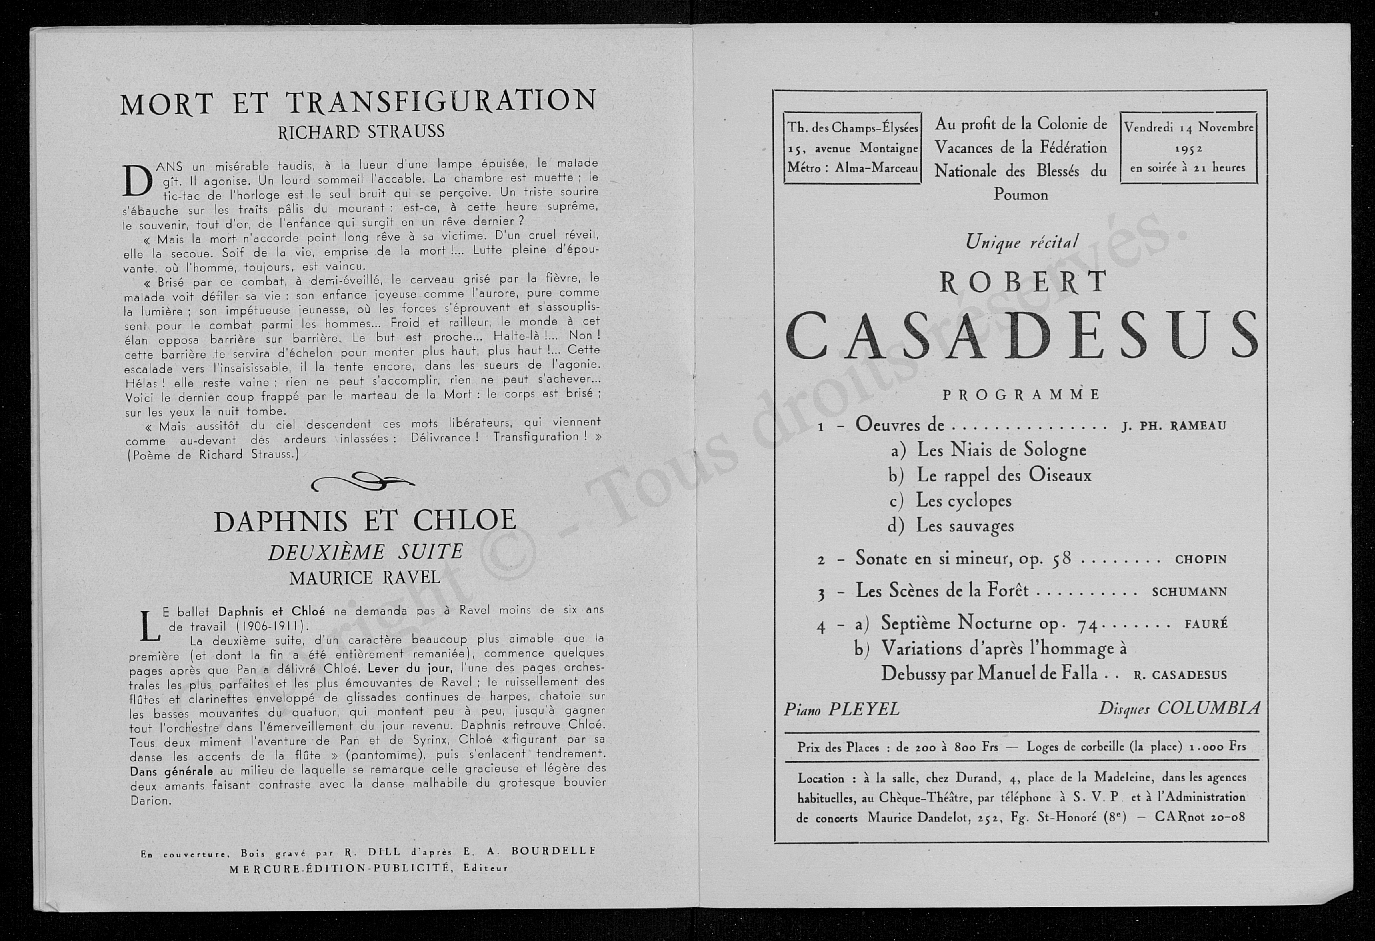 MORT ET TRANSFIGURATION
RICHARD STRAUSS
DANS un misérable taudis, à la lueur d'une lampe épuisée, le malade
gît. Il agonise. Un lourd sommeil l'accable. La chambre est muette ; le
tic-tac de l'horloge est le seul bruit qui se perçoive. Un triste sourire
s'ébauche sur les traits pâlis du mourant : est-ce, à cette heure suprême,
le souvenir, tout d'or, de l'enfance qui surgit en un rêve dernier ?
« Mais la mort n'accorde point long rêve à sa victime. D'un cruel réveil,
elle la secoue. Soif de la vie, emprise de la mort !... Lutte pleine d'épou-
vante, où l'homme, toujours, est vaincu.
« Brisé par ce combat, à demi-éveillé, le cerveau grisé par la fièvre, le
malade voit défiler sa vie : son enfance joyeuse comme l'aurore, pure comme
la lumière ; son impétueuse jeunesse, où les forces s'éprouvent et s'assouplis-
sent pour le combat parmi les hommes... Froid et railleur, le monde à cet
élan opposa barrière sur barrière. Le but est proche... Halte-là !... Non !
cette barrière te servira d'échelon pour monter plus haut, plus haut !... Cette
escalade vers l'insaisissable, il la tente encore, dans les sueurs de l'agonie.
Hélas ! elle reste vaine ; rien ne peut s'accomplir, rien ne peut s'achever...
Voici le dernier coup frappé par le marteau de la Mort : le corps est brisé ;
sur les yeux la nuit tombe.
« Mais aussitôt du ciel descendent ces mots libérateurs, qui viennent
comme au-devant des ardeurs inlassées : Délivrance ! Transfiguration ! »
(Poème de Richard Strauss.)
DAPHNIS ET CHLOE
DEUXIÈME SUITE
MAURICE RAVEL
LE ballet Daphnis et Chloé ne demanda pas à Ravel moins de six ans
de travail (1906-1911).
La deuxième suite, d'un caractère beaucoup plus aimable que la
première (et dont la fin a été entièrement remaniée), commence quelques
pages après que Pan a délivré Chloé. Lever du jour, l'une des pages orches-
trales les plus parfaites et les plus émouvantes de Ravel ; le ruissellement des
flûtes et clarinettes enveloppé de glissades continues de harpes, chatoie sur
les basses mouvantes du quatuor, qui montent peu à peu, jusqu'à gagner
tout l'orchestre dans l'émerveillement du jour revenu. Daphnis retrouve Chloé.
Tous deux miment l'aventure de Pan et de Syrinx, Chloé « figurant par sa
danse les accents de la flûte » (pantomime), puis s'enlacent tendrement.
Dans générale au milieu de laquelle se remarque celle gracieuse et légère des
deux amants faisant contraste avec la danse malhabile du grotesque bouvier
Darion.
En couverture, Bois gravé par R. DILL d'après E. A. BOURDELLE
MERCURE-ÉDITION-PUBLICITÉ, Editeur
Th. des Champs-Élysées
15, avenue Montaigne
Métro : Alma-Marceau
Au profit de la Colonie de
Vacances de la Fédération
Nationale des Blessés du
Poumon
Vendredi 14 Novembre
1952
en soirée à 21 heures
Unique récital
ROBERT
CASADESUS
PROGRAMME
1 - Oeuvres de ............... J. PH. RAMEAU
a) Les Niais de Sologne
b) Le rappel des Oiseaux
c) Les cyclopes
d) Les sauvages
2 - Sonate en si mineur, op. 58 ........ CHOPIN
3 - Les Scènes de la Forêt .......... SCHUMANN
4 - a) Septième Nocturne op. 74....... FAURÉ
b) Variations d'après l'hommage à
Debussy par Manuel de Falla .. R. CASADESUS
Piano PLEYEL Disques COLUMBIA
Prix des Places : de 200 à 800 Frs — Loges de corbeille (la place) 1.000 Frs
Location : à la salle, chez Durand, 4, place de la Madeleine, dans les agences
habituelles, au Chèque-Théâtre, par téléphone à S. V. P. et à l'Administration
de concerts Maurice Dandelot, 252, Fg. St-Honoré (8e) — CARnot 20-08
Copyright © - Tous droits réservés.